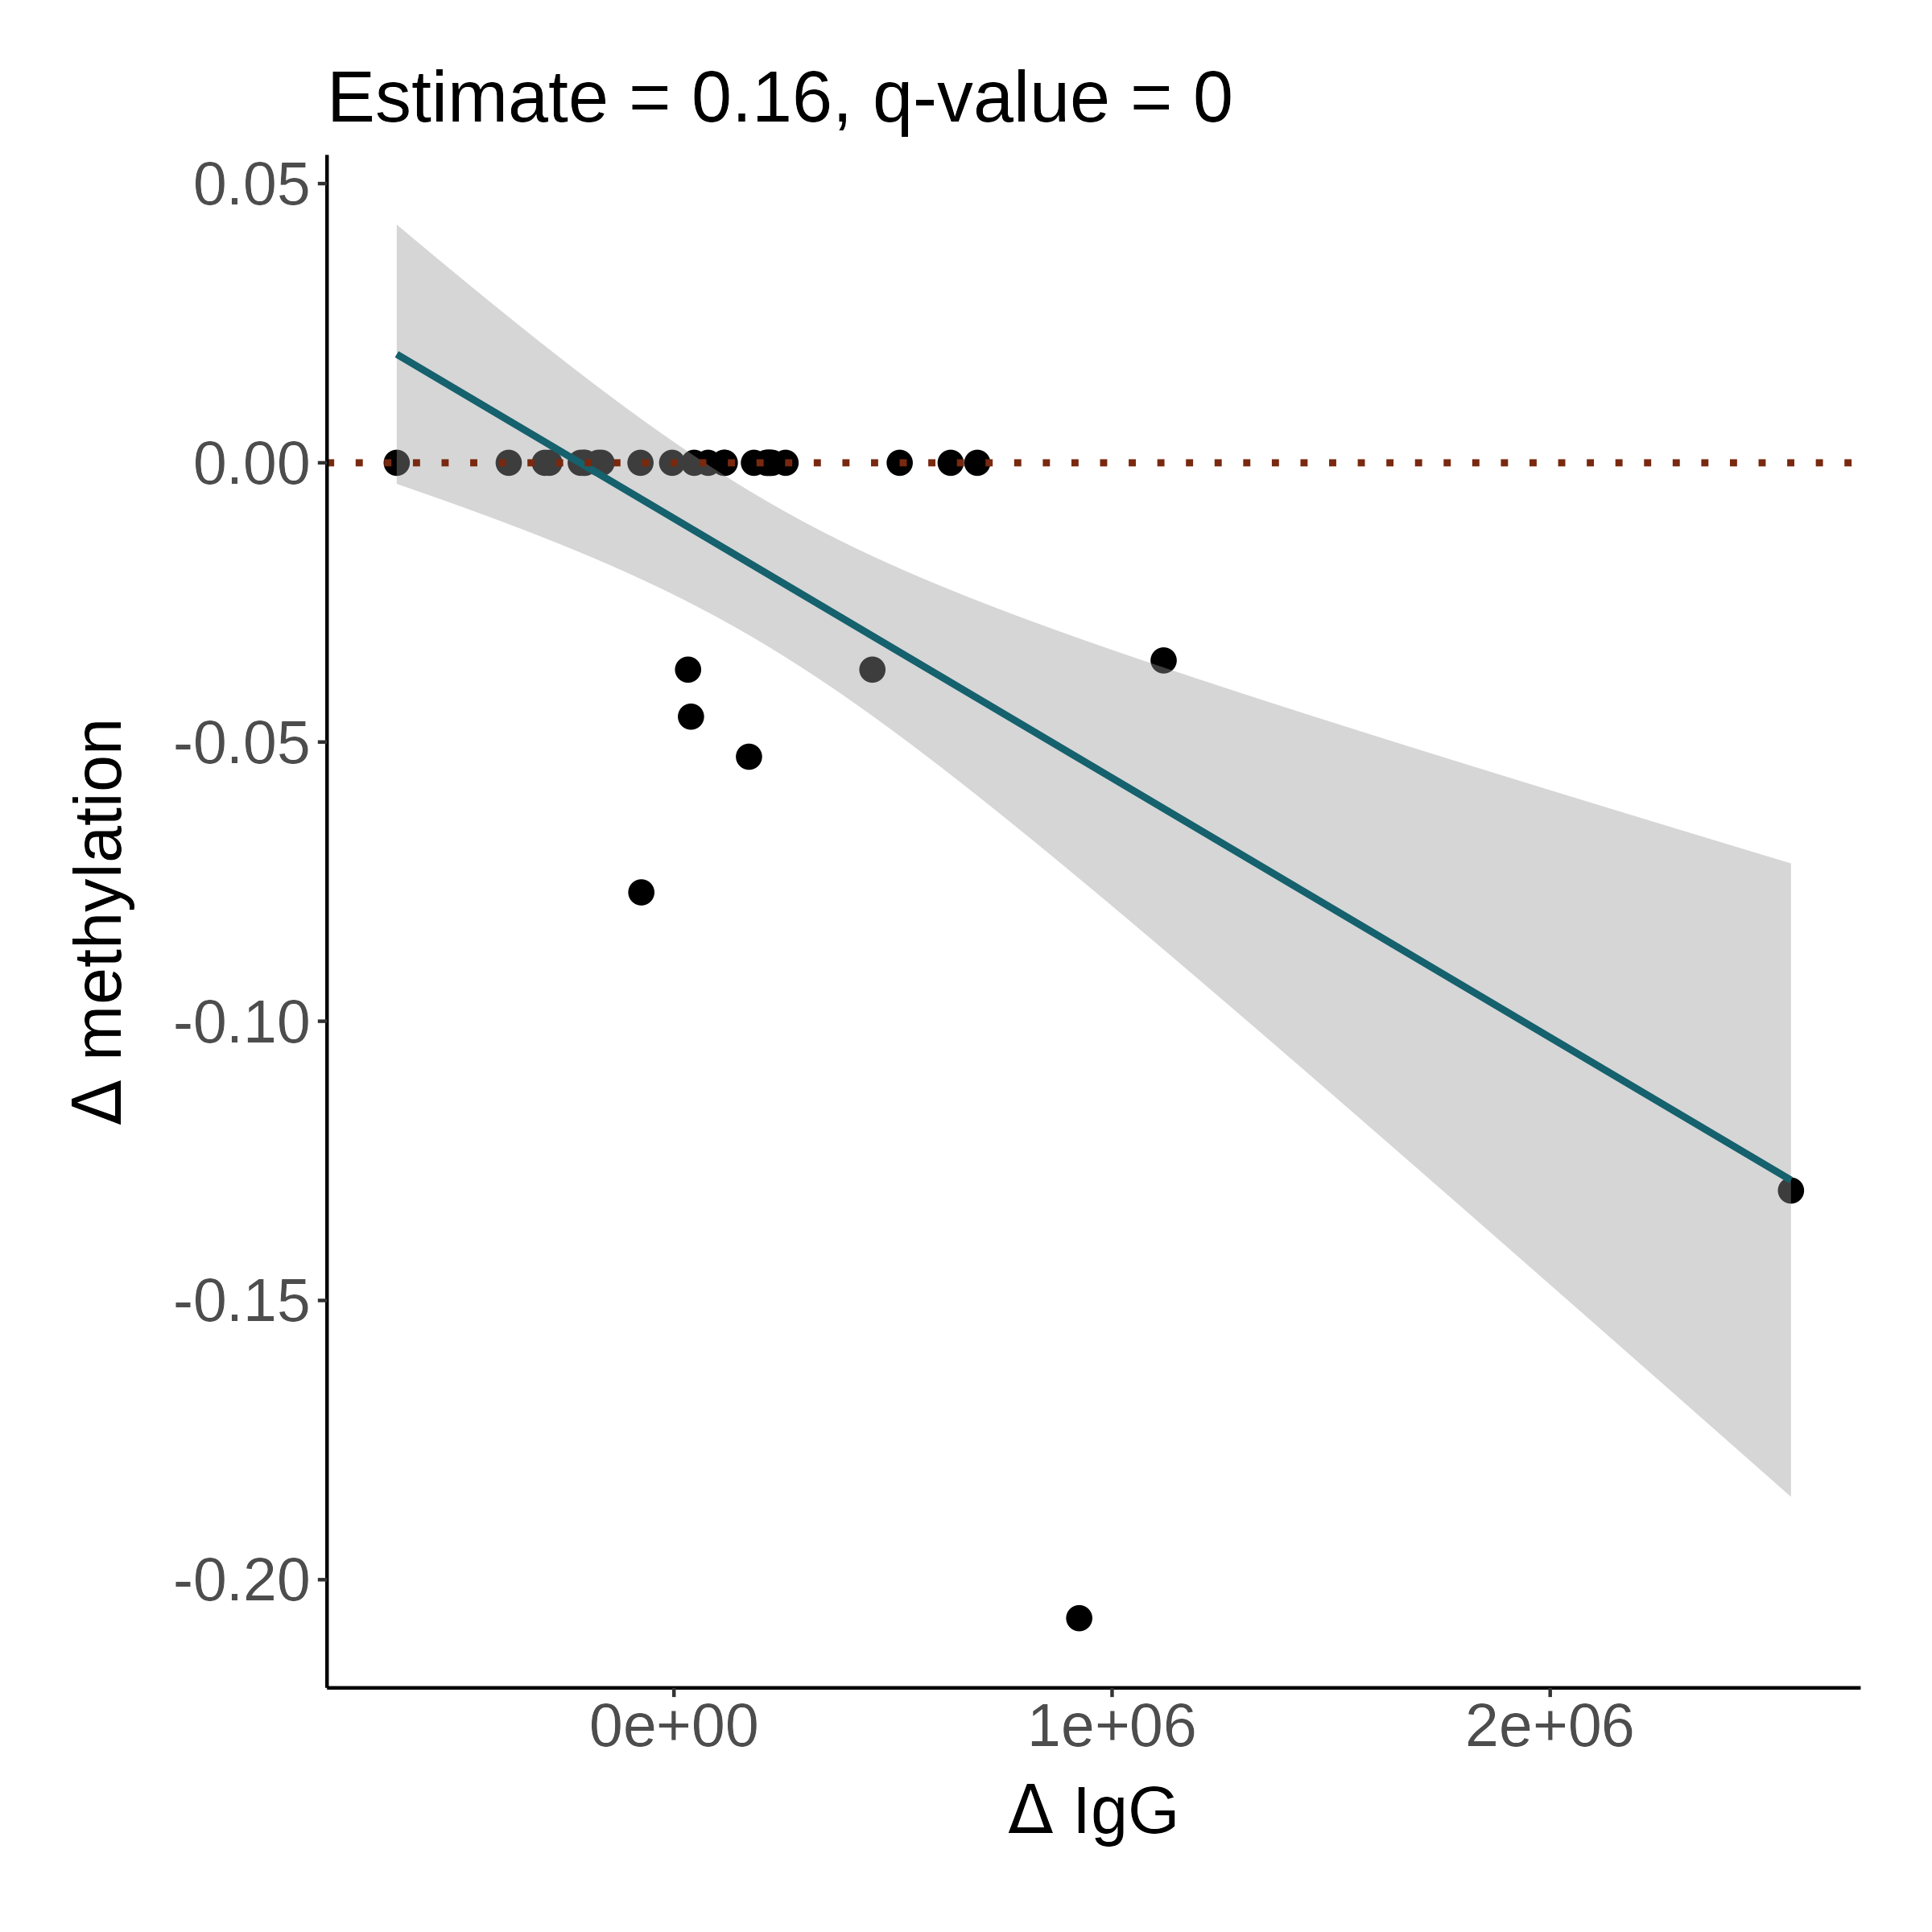 Estimate = 0.16, q-value = 0
0.05
0.00
-0.05
-0.10
-0.15
-0.20
Δ methylation
0e+00 1e+06 2e+06
Δ IgG